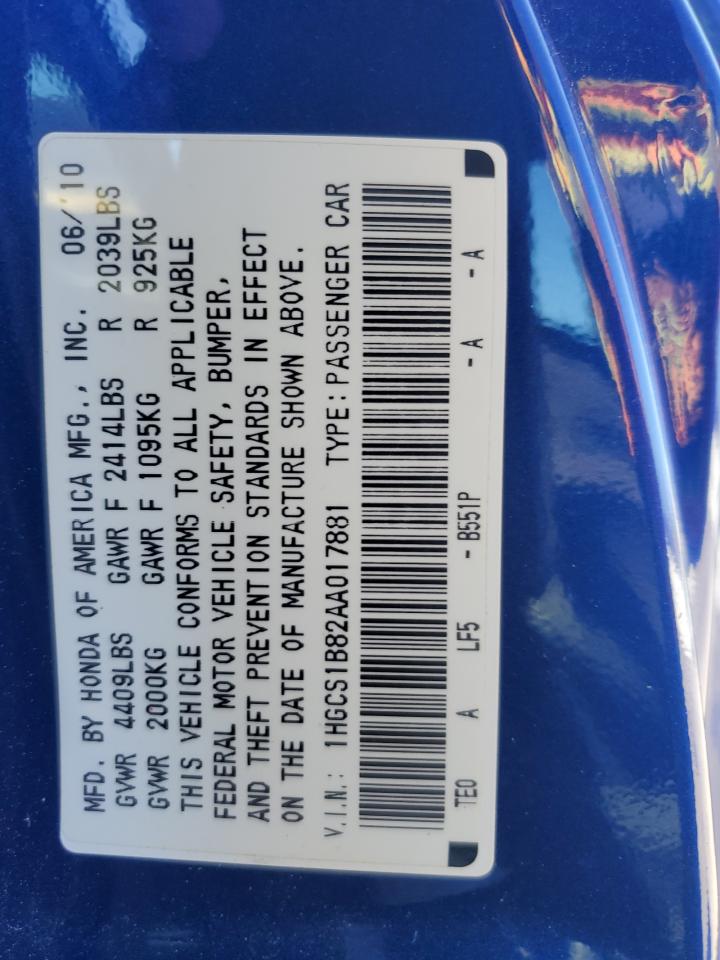 MFD. BY HONDA OF AMERICA MFG., INC. 06/'10
GVWR 4409LBS GAWR F 2414LBS R 2039LBS
GVWR 2000KG GAWR F 1095KG R 925KG
THIS VEHICLE CONFORMS TO ALL APPLICABLE
FEDERAL MOTOR VEHICLE SAFETY, BUMPER,
AND THEFT PREVENTION STANDARDS IN EFFECT
ON THE DATE OF MANUFACTURE SHOWN ABOVE.
V.I.N.: 1HGCS1B82AA017881 TYPE:PASSENGER CAR
TE0 A LF5 - B551P - A - A